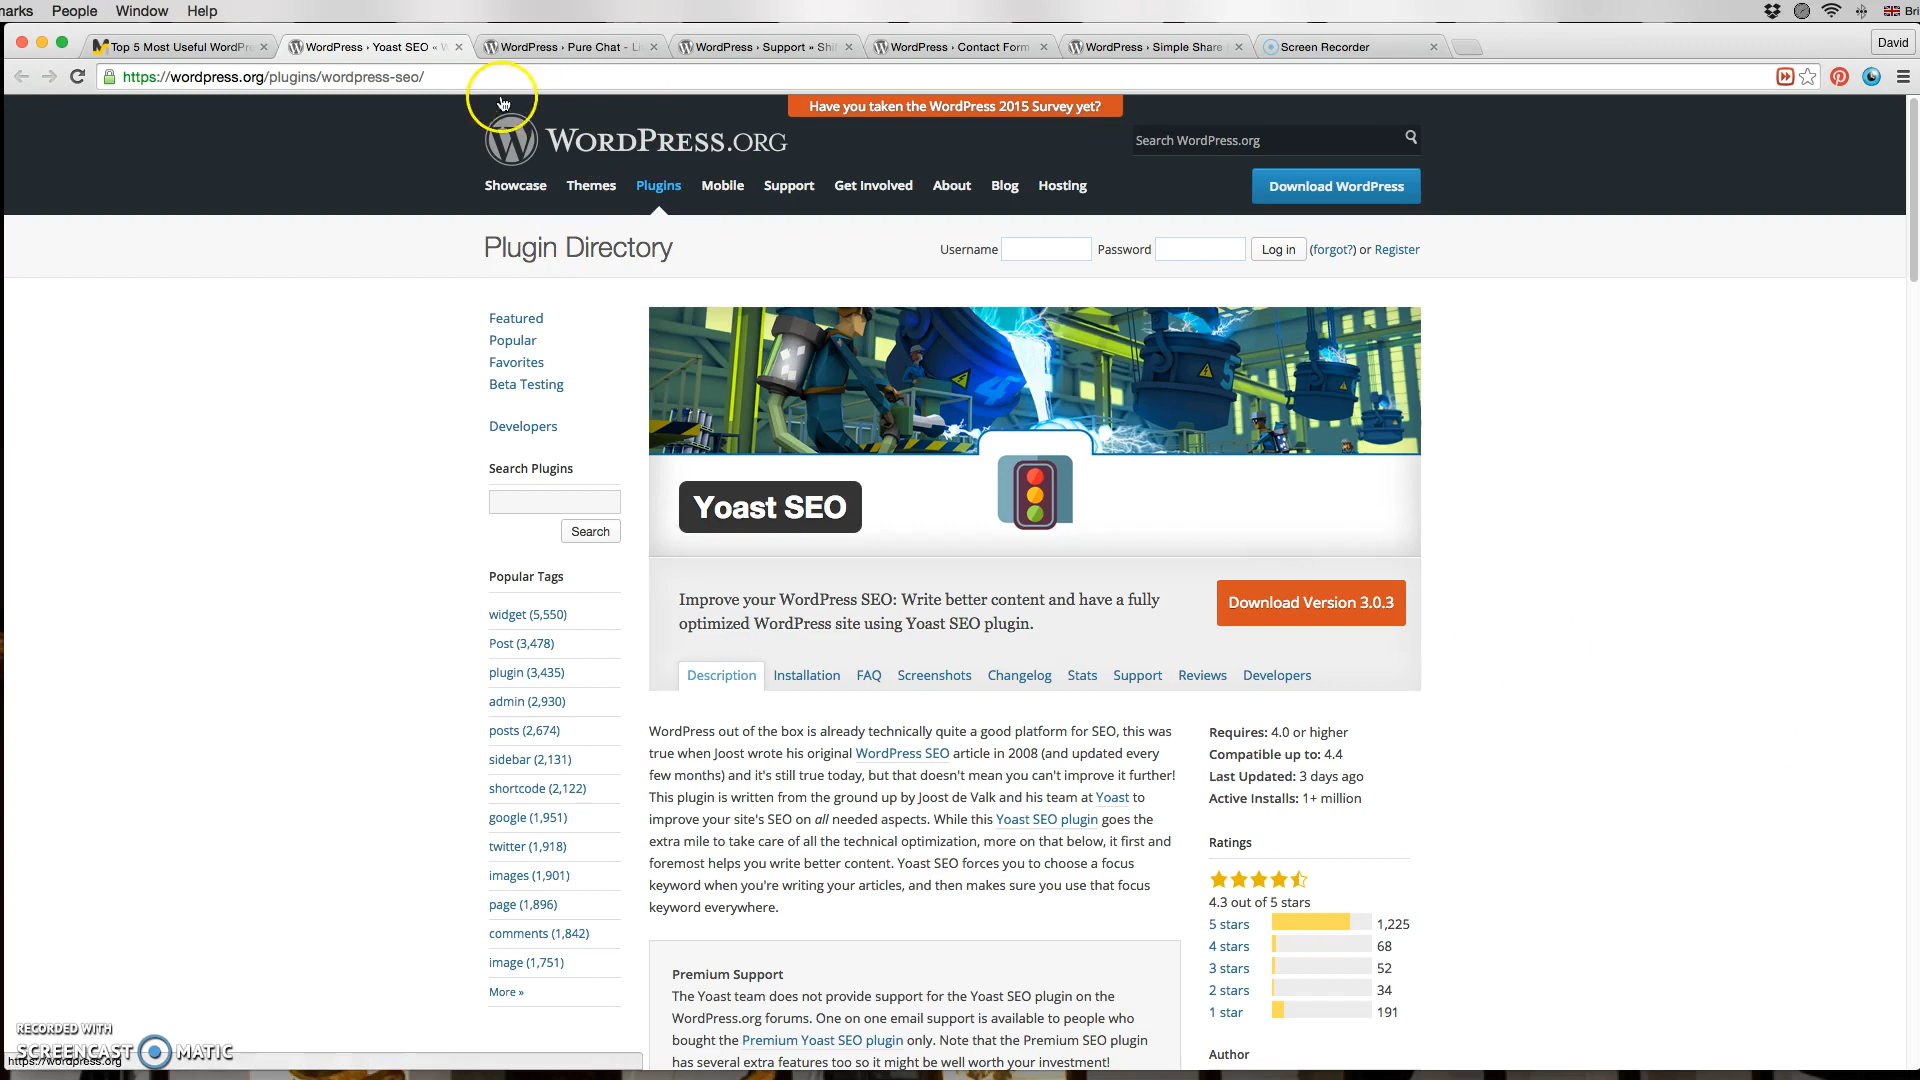 marks People Window Help
Bri
Top 5 Most Useful WordPr
WordPress › Yoast SEO « W
WordPress › Pure Chat - Li
WordPress › Support » Shi
WordPress › Contact Form
WordPress › Simple Share
Screen Recorder
David
https://wordpress.org/plugins/wordpress-seo/
Have you taken the WordPress 2015 Survey yet?
WORDPRESS.ORG
Search WordPress.org
Showcase Themes Plugins Mobile Support Get Involved About Blog Hosting
Download WordPress
Plugin Directory
Username Password Log in (forgot?) or Register
Featured
Popular
Favorites
Beta Testing
Developers
Search Plugins
Search
Popular Tags
widget (5,550)
Post (3,478)
plugin (3,435)
admin (2,930)
posts (2,674)
sidebar (2,131)
shortcode (2,122)
google (1,951)
twitter (1,918)
images (1,901)
page (1,896)
comments (1,842)
image (1,751)
More »
Yoast SEO
Improve your WordPress SEO: Write better content and have a fully
optimized WordPress site using Yoast SEO plugin.
Download Version 3.0.3
Description Installation FAQ Screenshots Changelog Stats Support Reviews Developers
WordPress out of the box is already technically quite a good platform for SEO, this was
true when Joost wrote his original WordPress SEO article in 2008 (and updated every
few months) and it's still true today, but that doesn't mean you can't improve it further!
This plugin is written from the ground up by Joost de Valk and his team at Yoast to
improve your site's SEO on all needed aspects. While this Yoast SEO plugin goes the
extra mile to take care of all the technical optimization, more on that below, it first and
foremost helps you write better content. Yoast SEO forces you to choose a focus
keyword when you're writing your articles, and then makes sure you use that focus
keyword everywhere.
Premium Support
The Yoast team does not provide support for the Yoast SEO plugin on the
WordPress.org forums. One on one email support is available to people who
bought the Premium Yoast SEO plugin only. Note that the Premium SEO plugin
has several extra features too so it might be well worth your investment!
Requires: 4.0 or higher
Compatible up to: 4.4
Last Updated: 3 days ago
Active Installs: 1+ million
Ratings
4.3 out of 5 stars
5 stars 1,225
4 stars 68
3 stars 52
2 stars 34
1 star 191
Author
RECORDED WITH
SCREENCAST MATIC
https://wordpress.org